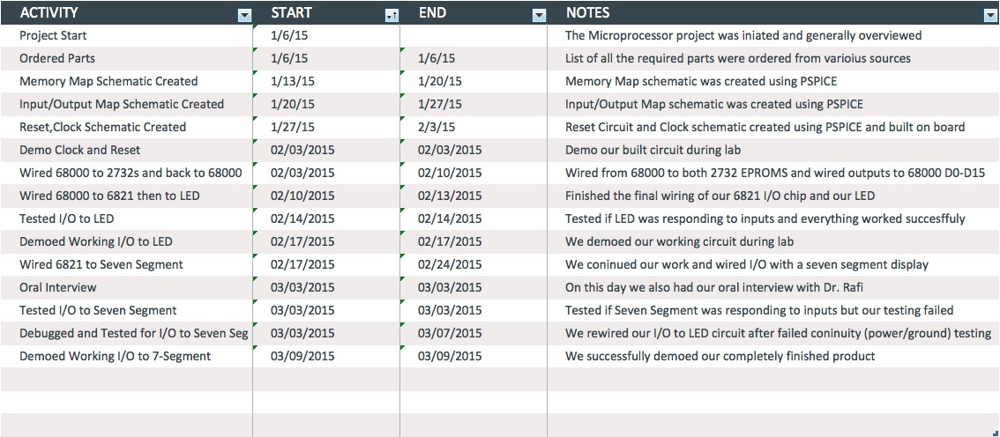 ACTIVITY START END NOTES
Project Start 1/6/15 The Microprocessor project was iniated and generally overviewed
Ordered Parts 1/6/15 1/6/15 List of all the required parts were ordered from varioius sources
Memory Map Schematic Created 1/13/15 1/20/15 Memory Map schematic was created using PSPICE
Input/Output Map Schematic Created 1/20/15 1/27/15 Input/Output Map schematic was created using PSPICE
Reset,Clock Schematic Created 1/27/15 2/3/15 Reset Circuit and Clock schematic created using PSPICE and built on board
Demo Clock and Reset 02/03/2015 02/03/2015 Demo our built circuit during lab
Wired 68000 to 2732s and back to 68000 02/03/2015 02/10/2015 Wired from 68000 to both 2732 EPROMS and wired outputs to 68000 D0-D15
Wired 68000 to 6821 then to LED 02/10/2015 02/13/2015 Finished the final wiring of our 6821 I/O chip and our LED
Tested I/O to LED 02/14/2015 02/14/2015 Tested if LED was responding to inputs and everything worked succesffuly
Demoed Working I/O to LED 02/17/2015 02/17/2015 We demoed our working circuit during lab
Wired 6821 to Seven Segment 02/17/2015 02/24/2015 We coninued our work and wired I/O with a seven segment display
Oral Interview 03/03/2015 03/03/2015 On this day we also had our oral interview with Dr. Rafi
Tested I/O to Seven Segment 03/03/2015 03/03/2015 Tested if Seven Segment was responding to inputs but our testing failed
Debugged and Tested for I/O to Seven Seg 03/03/2015 03/07/2015 We rewired our I/O to LED circuit after failed coninuity (power/ground) testing
Demoed Working I/O to 7-Segment 03/09/2015 03/09/2015 We successfully demoed our completely finished product